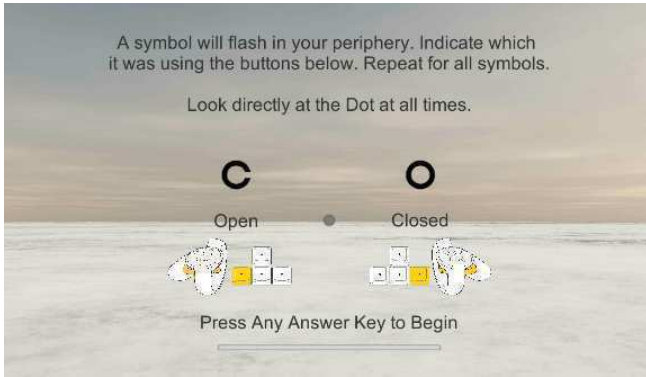 A symbol will flash in your periphery. Indicate which
it was using the buttons below. Repeat for all symbols.
Look directly at the Dot at all times.
C O
Open Closed
Press Any Answer Key to Begin